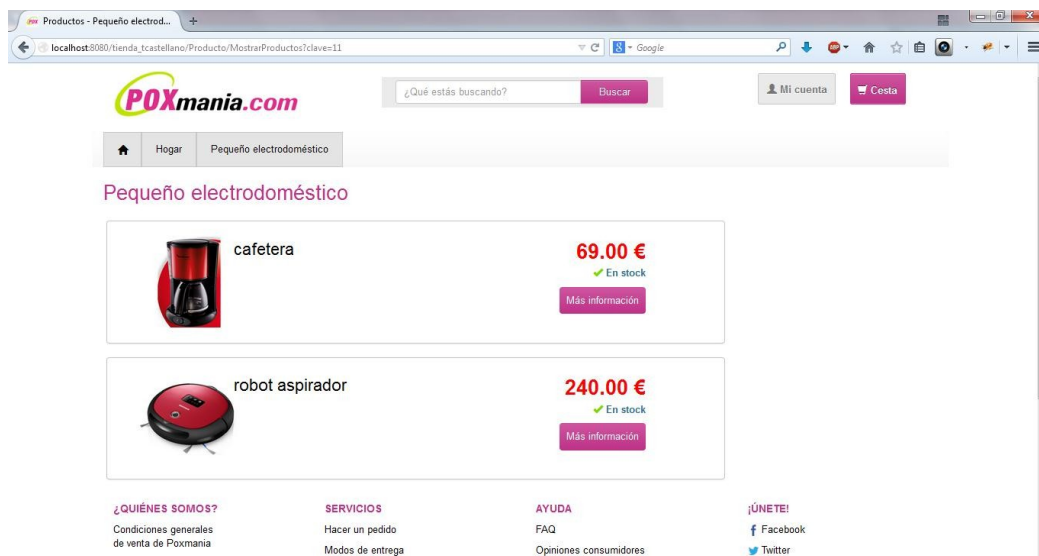 POX Productos - Pequeño electrod...
localhost:8080/tienda_tcastellano/Producto/MostrarProductos?clave=11
Google
POXmania.com
¿Qué estás buscando?
Buscar
Mi cuenta
Cesta
Hogar
Pequeño electrodoméstico
Pequeño electrodoméstico
cafetera
69.00 €
En stock
Más información
robot aspirador
240.00 €
En stock
Más información
¿QUIÉNES SOMOS?
Condiciones generales
de venta de Poxmania
SERVICIOS
Hacer un pedido
Modos de entrega
AYUDA
FAQ
Opiniones consumidores
¡ÚNETE!
Facebook
Twitter